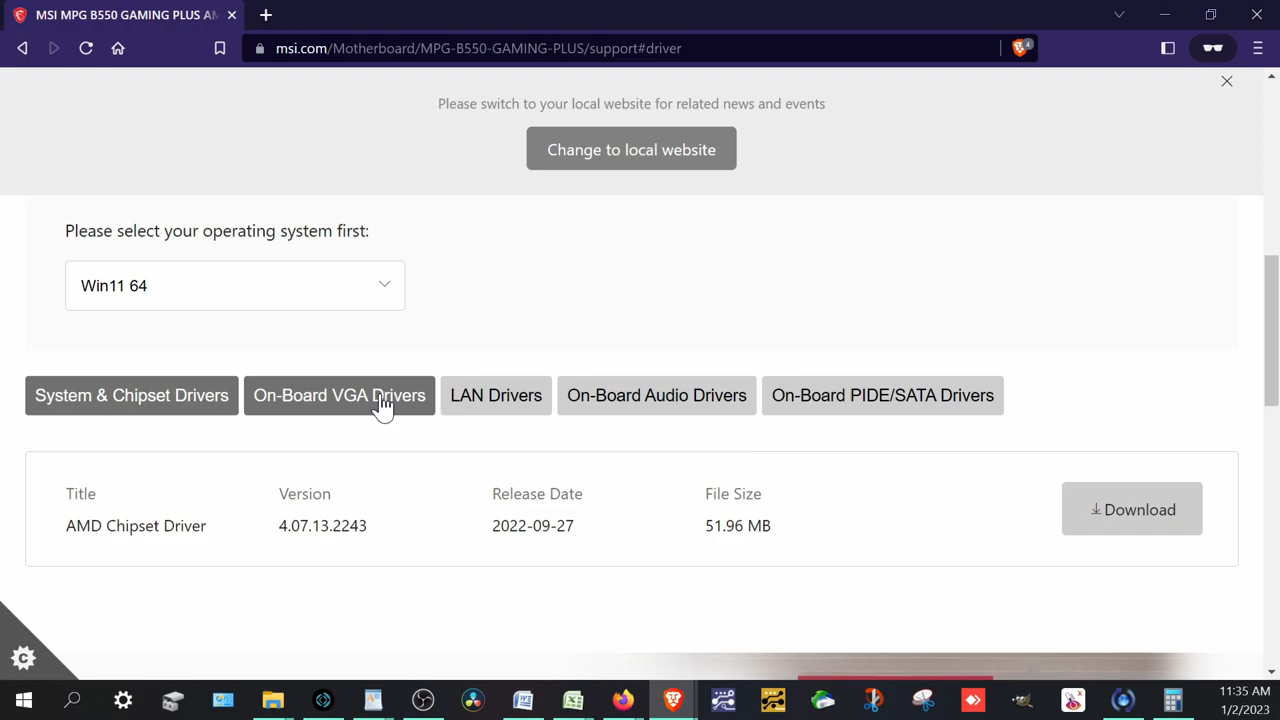 MSI MPG B550 GAMING PLUS AM
msi.com/Motherboard/MPG-B550-GAMING-PLUS/support#driver
4
Please switch to your local website for related news and events
Change to local website
Please select your operating system first:
Win11 64
System & Chipset Drivers On-Board VGA Drivers LAN Drivers On-Board Audio Drivers On-Board PIDE/SATA Drivers
Title Version Release Date File Size
AMD Chipset Driver 4.07.13.2243 2022-09-27 51.96 MB
Download
C
11:35 AM
1/2/2023